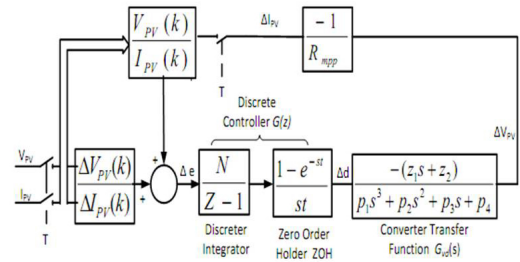 V_PV(k)
I_PV(k)
ΔI_PV
-1
R_mpp
T
Discrete
Controller G(z)
ΔV_PV
V_PV
I_PV
T
ΔV_PV(k)
ΔI_PV(k)
+
+
Δ e
N
Z-1
1-e^{-st}
st
Δd
-(z_1s+z_2)
p_1s^3+p_2s^2+p_3s+p_4
Discreter
Integrator
Zero Order
Holder ZOH
Converter Transfer
Function G_vd(s)